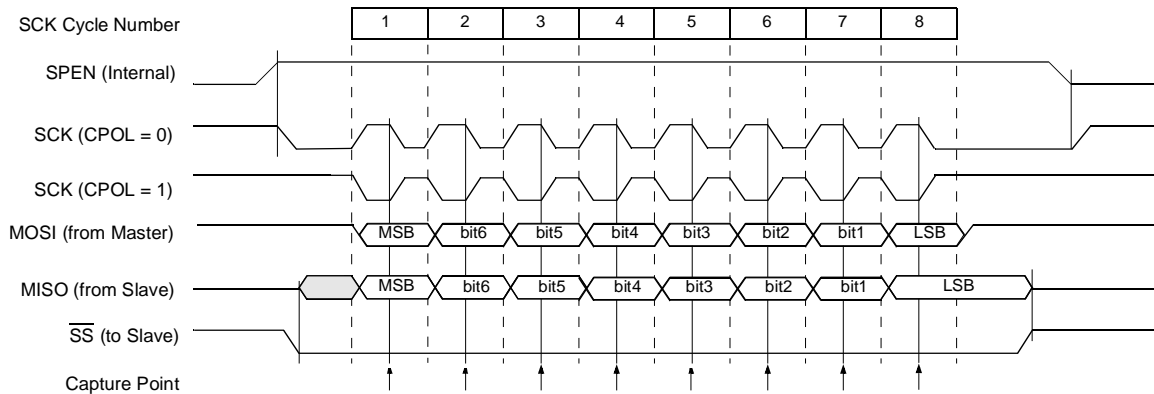 SCK Cycle Number 1 2 3 4 5 6 7 8
SPEN (Internal)
SCK (CPOL = 0)
SCK (CPOL = 1)
MOSI (from Master) MSB bit6 bit5 bit4 bit3 bit2 bit1 LSB
MISO (from Slave) MSB bit6 bit5 bit4 bit3 bit2 bit1 LSB
S̅S̅ (to Slave)
Capture Point